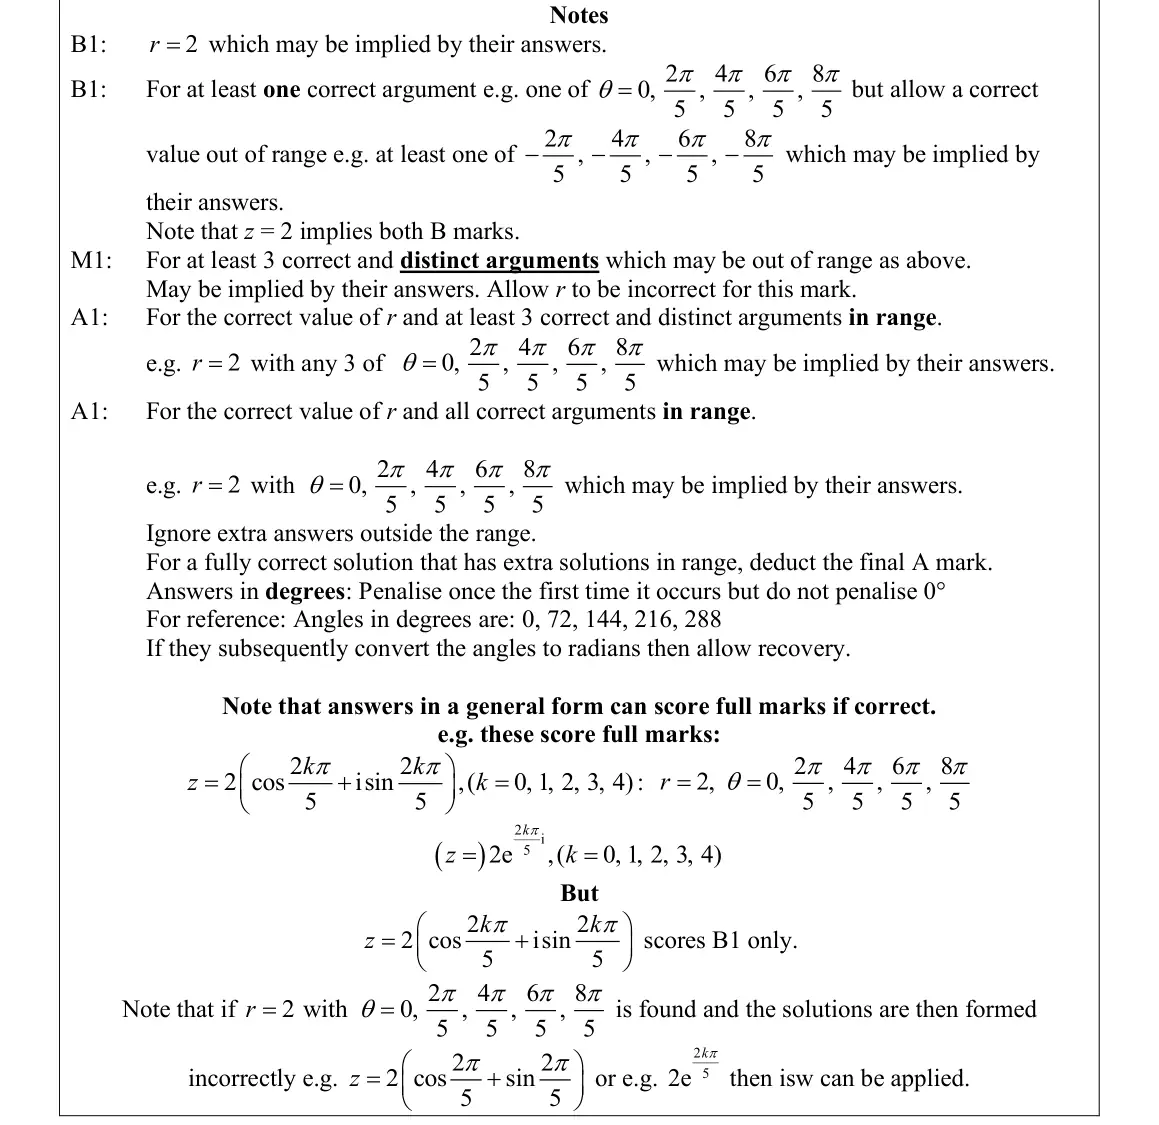 Notes
B1: r = 2 which may be implied by their answers.
B1: For at least one correct argument e.g. one of θ = 0, 2π/5, 4π/5, 6π/5, 8π/5 but allow a correct
value out of range e.g. at least one of −2π/5, −4π/5, −6π/5, −8π/5 which may be implied by
their answers.
Note that z = 2 implies both B marks.
M1: For at least 3 correct and distinct arguments which may be out of range as above.
May be implied by their answers. Allow r to be incorrect for this mark.
A1: For the correct value of r and at least 3 correct and distinct arguments in range.
e.g. r = 2 with any 3 of θ = 0, 2π/5, 4π/5, 6π/5, 8π/5 which may be implied by their answers.
A1: For the correct value of r and all correct arguments in range.
e.g. r = 2 with θ = 0, 2π/5, 4π/5, 6π/5, 8π/5 which may be implied by their answers.
Ignore extra answers outside the range.
For a fully correct solution that has extra solutions in range, deduct the final A mark.
Answers in degrees: Penalise once the first time it occurs but do not penalise 0°
For reference: Angles in degrees are: 0, 72, 144, 216, 288
If they subsequently convert the angles to radians then allow recovery.
Note that answers in a general form can score full marks if correct.
e.g. these score full marks:
z = 2(cos 2kπ/5 + i sin 2kπ/5), (k = 0, 1, 2, 3, 4): r = 2, θ = 0, 2π/5, 4π/5, 6π/5, 8π/5
(z =) 2e^(2kπ/5 i), (k = 0, 1, 2, 3, 4)
But
z = 2(cos 2kπ/5 + i sin 2kπ/5) scores B1 only.
Note that if r = 2 with θ = 0, 2π/5, 4π/5, 6π/5, 8π/5 is found and the solutions are then formed
incorrectly e.g. z = 2(cos 2π/5 + sin 2π/5) or e.g. 2e^(2kπ/5) then isw can be applied.